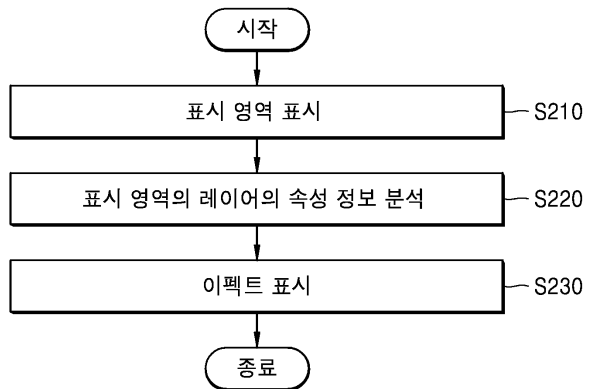 시작
표시 영역 표시
S210
표시 영역의 레이어의 속성 정보 분석
S220
이펙트 표시
S230
종료